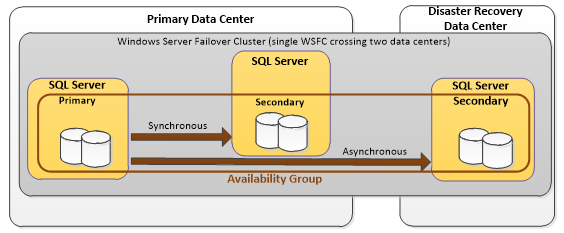 Primary Data Center
Disaster Recovery
Data Center
Windows Server Failover Cluster (single WSFC crossing two data centers)
SQL Server
Primary
SQL Server
Secondary
SQL Server
Secondary
Synchronous
Asynchronous
Availability Group